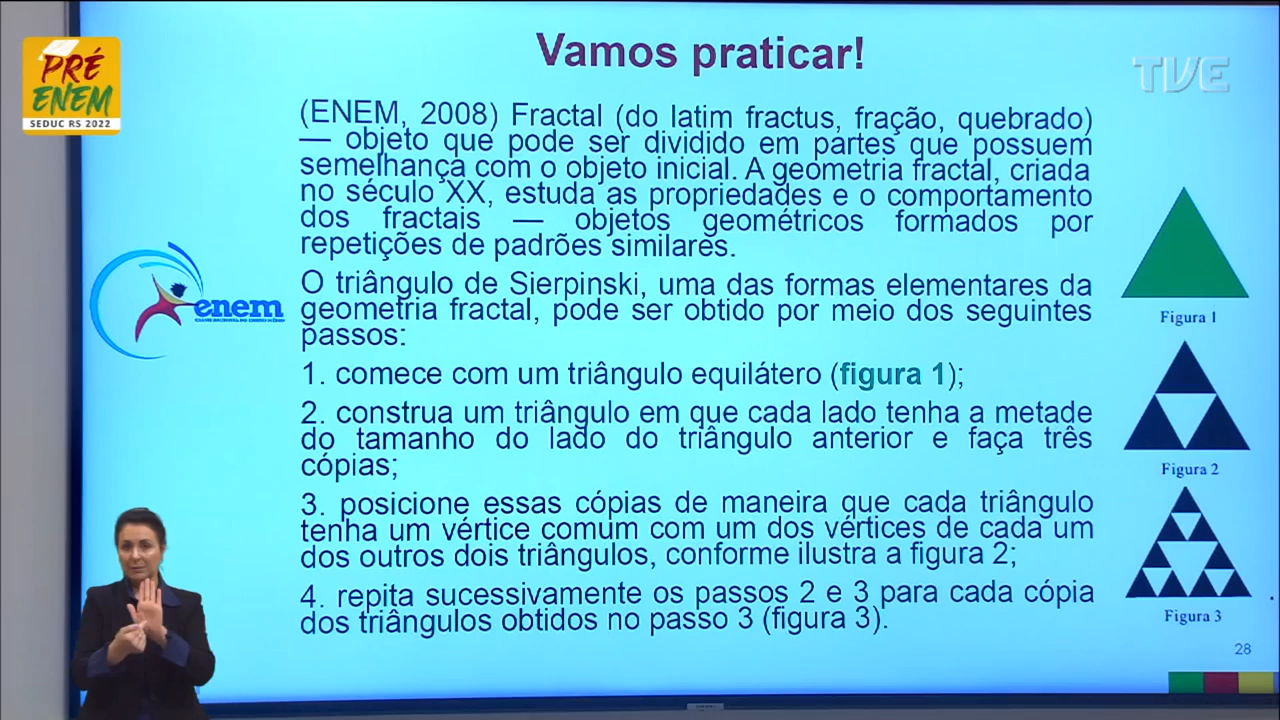 PRÉ
ENEM
SEDUC RS 2022
Vamos praticar!
TVE
(ENEM, 2008) Fractal (do latim fractus, fração, quebrado)
— objeto que pode ser dividido em partes que possuem
semelhança com o objeto inicial. A geometria fractal, criada
no século XX, estuda as propriedades e o comportamento
dos fractais — objetos geométricos formados por
repetições de padrões similares.
enem
O triângulo de Sierpinski, uma das formas elementares da
geometria fractal, pode ser obtido por meio dos seguintes
passos:
1. comece com um triângulo equilátero (figura 1);
2. construa um triângulo em que cada lado tenha a metade
do tamanho do lado do triângulo anterior e faça três
cópias;
3. posicione essas cópias de maneira que cada triângulo
tenha um vértice comum com um dos vértices de cada um
dos outros dois triângulos, conforme ilustra a figura 2;
4. repita sucessivamente os passos 2 e 3 para cada cópia
dos triângulos obtidos no passo 3 (figura 3).
Figura 1
Figura 2
Figura 3
28